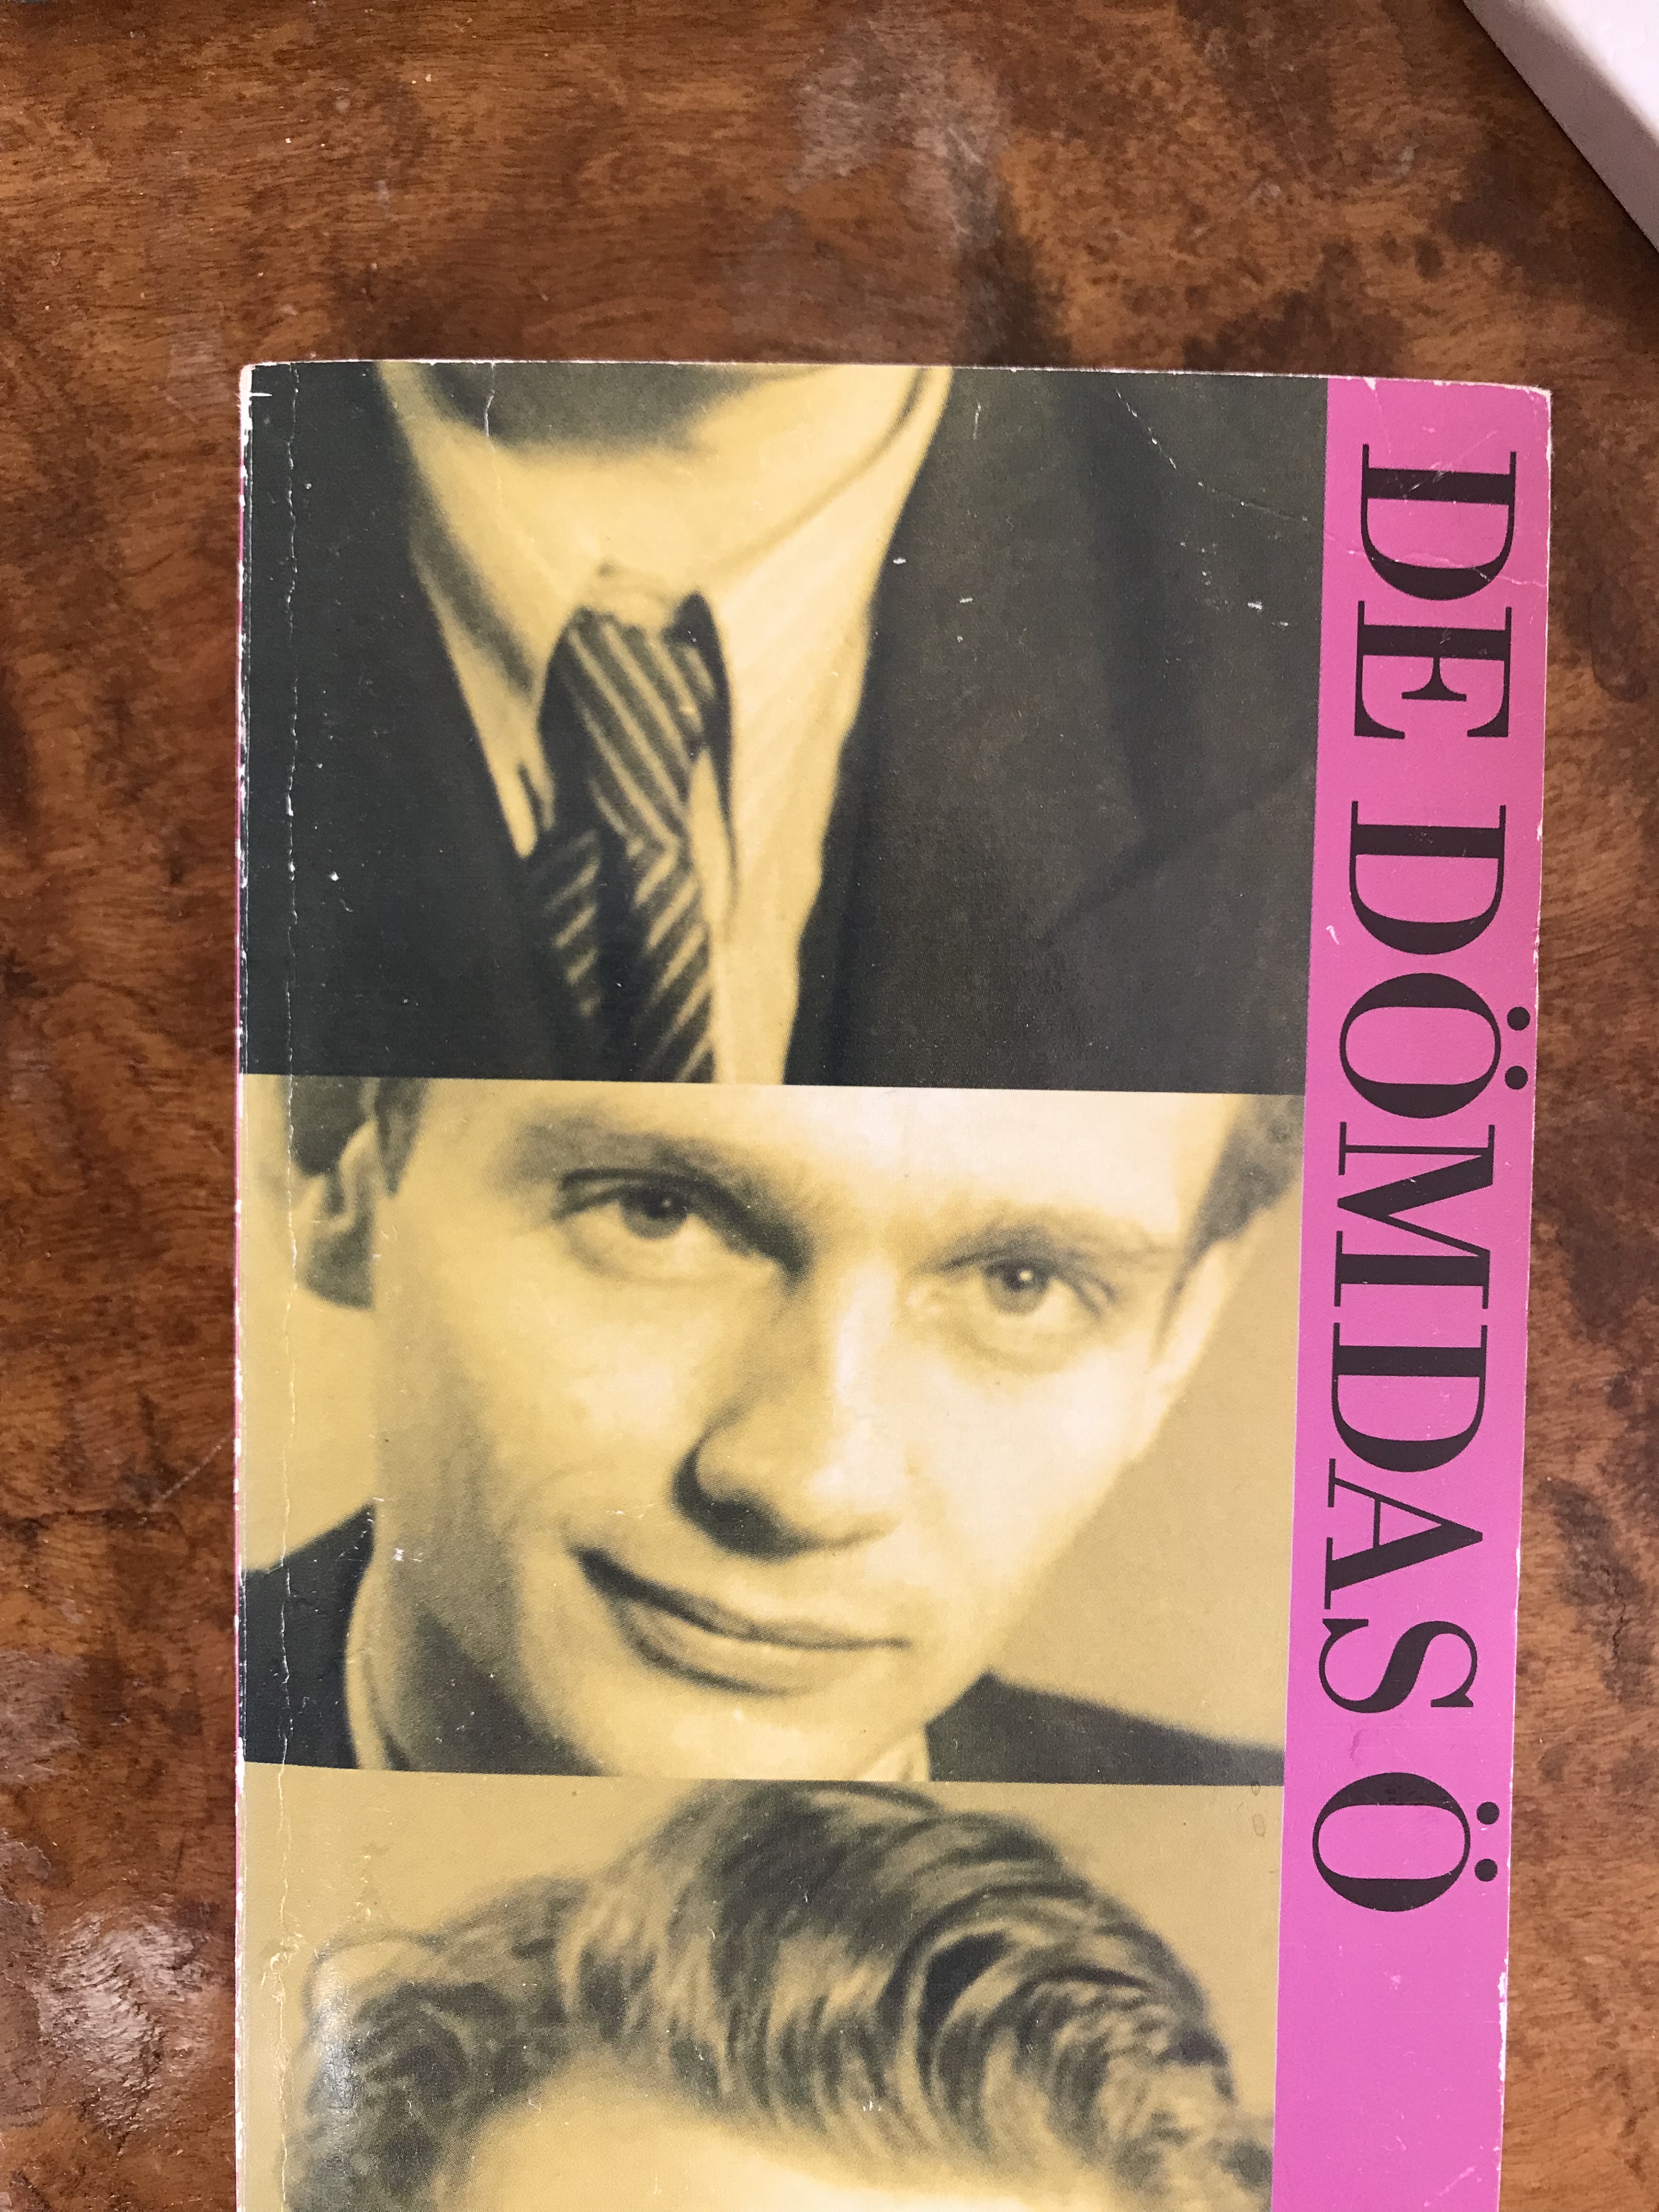 DE DÖMDAS Ö